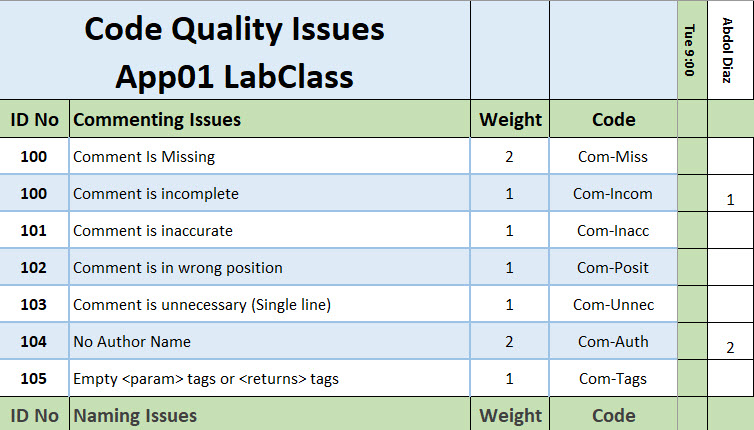 Code Quality Issues
App01 LabClass
Tue 9:00
Abdol Diaz
ID No Commenting Issues Weight Code
100 Comment Is Missing 2 Com-Miss
100 Comment is incomplete 1 Com-Incom 1
101 Comment is inaccurate 1 Com-Inacc
102 Comment is in wrong position 1 Com-Posit
103 Comment is unnecessary (Single line) 1 Com-Unnec
104 No Author Name 2 Com-Auth 2
105 Empty <param> tags or <returns> tags 1 Com-Tags
ID No Naming Issues Weight Code